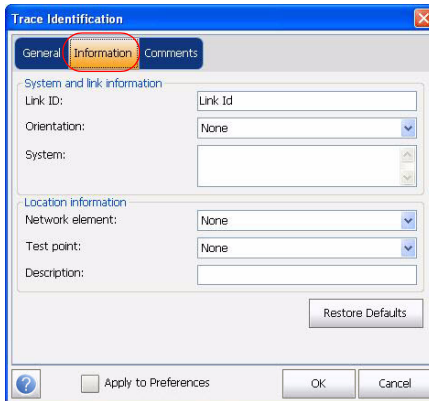 Trace Identification
General Information Comments
System and link information
Link ID: Link Id
Orientation: None
System:
Location information
Network element: None
Test point: None
Description:
Restore Defaults
Apply to Preferences OK Cancel